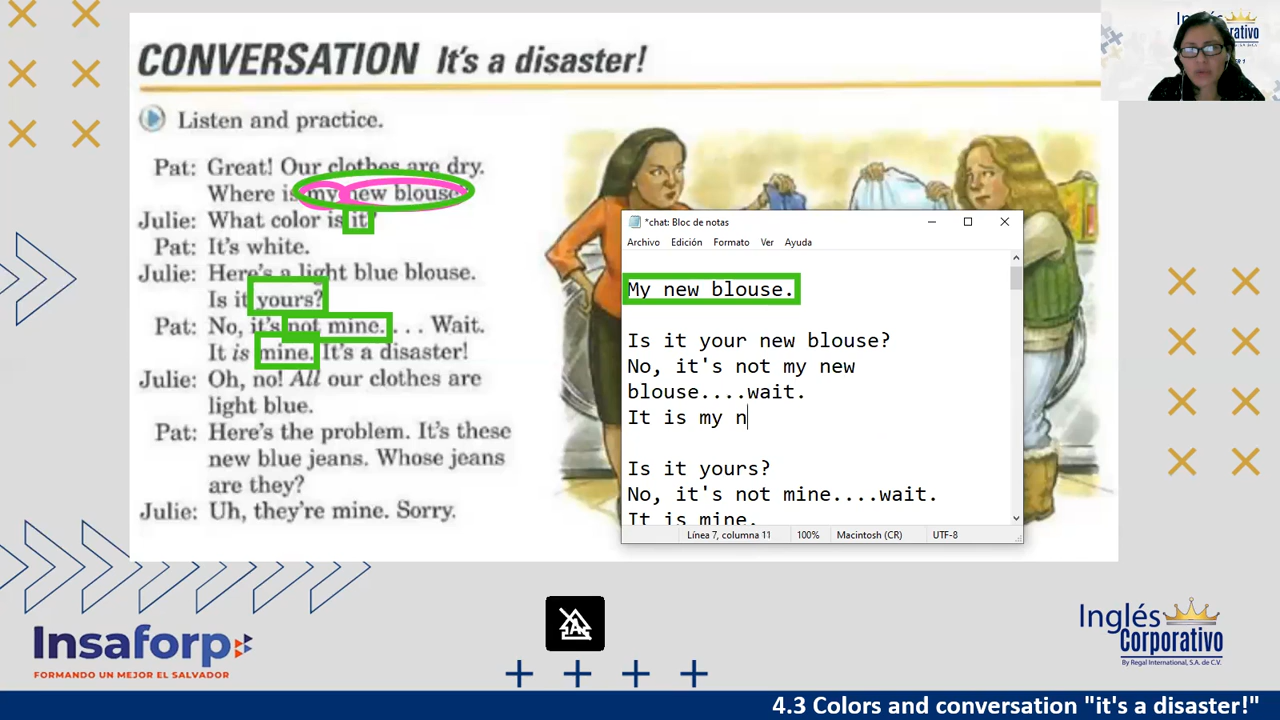 CONVERSATION It's a disaster!
Listen and practice.
Pat: Great! Our clothes are dry.
Where is my new blouse?
Julie: What color is it?
Pat: It's white.
Julie: Here's a light blue blouse.
Is it yours?
Pat: No, it's not mine. . . . Wait.
It is mine. It's a disaster!
Julie: Oh, no! All our clothes are
light blue.
Pat: Here's the problem. It's these
new blue jeans. Whose jeans
are they?
Julie: Uh, they're mine. Sorry.
*chat: Bloc de notas
Archivo Edición Formato Ver Ayuda
My new blouse.
Is it your new blouse?
No, it's not my new
blouse....wait.
It is my n
Is it yours?
No, it's not mine....wait.
It is mine.
Línea 7, columna 11 100% Macintosh (CR) UTF-8
Insaforp
FORMANDO UN MEJOR EL SALVADOR
Inglés
Corporativo
By Regal International, S.A. de C.V.
4.3 Colors and conversation "it's a disaster!"